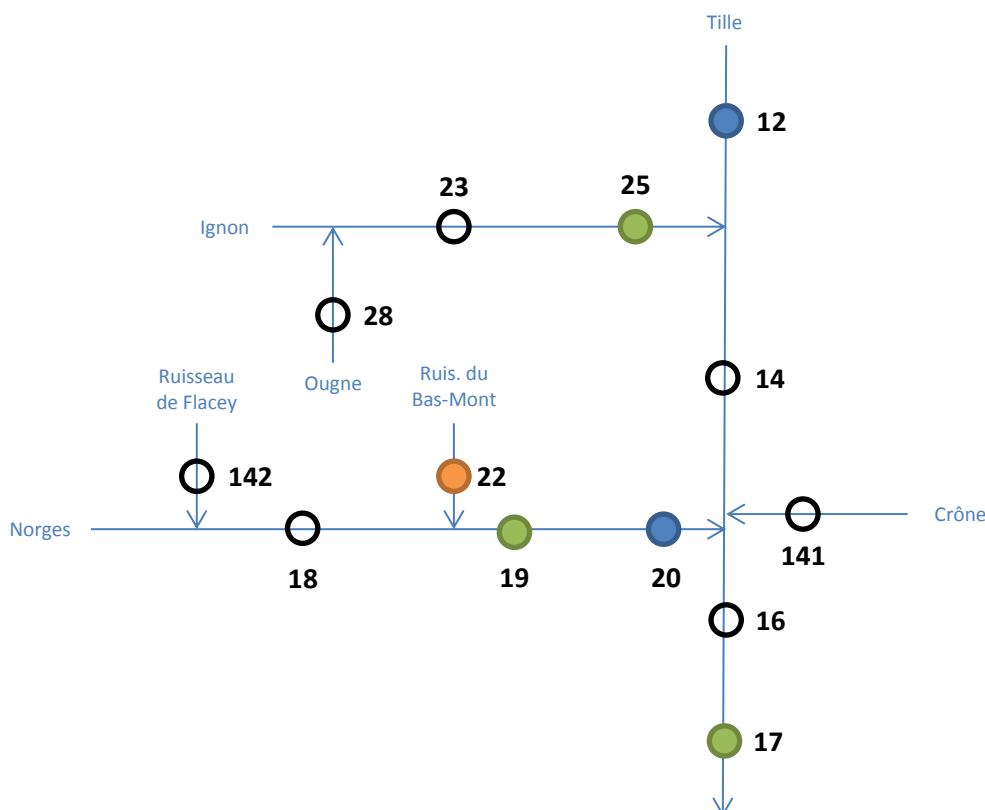 Tille
12
23
25
Ignon
28
Ougne
Ruisseau
de Flacey
Ruis. du
Bas-Mont
14
142
22
Norges
Crône
18
19
20
141
16
17